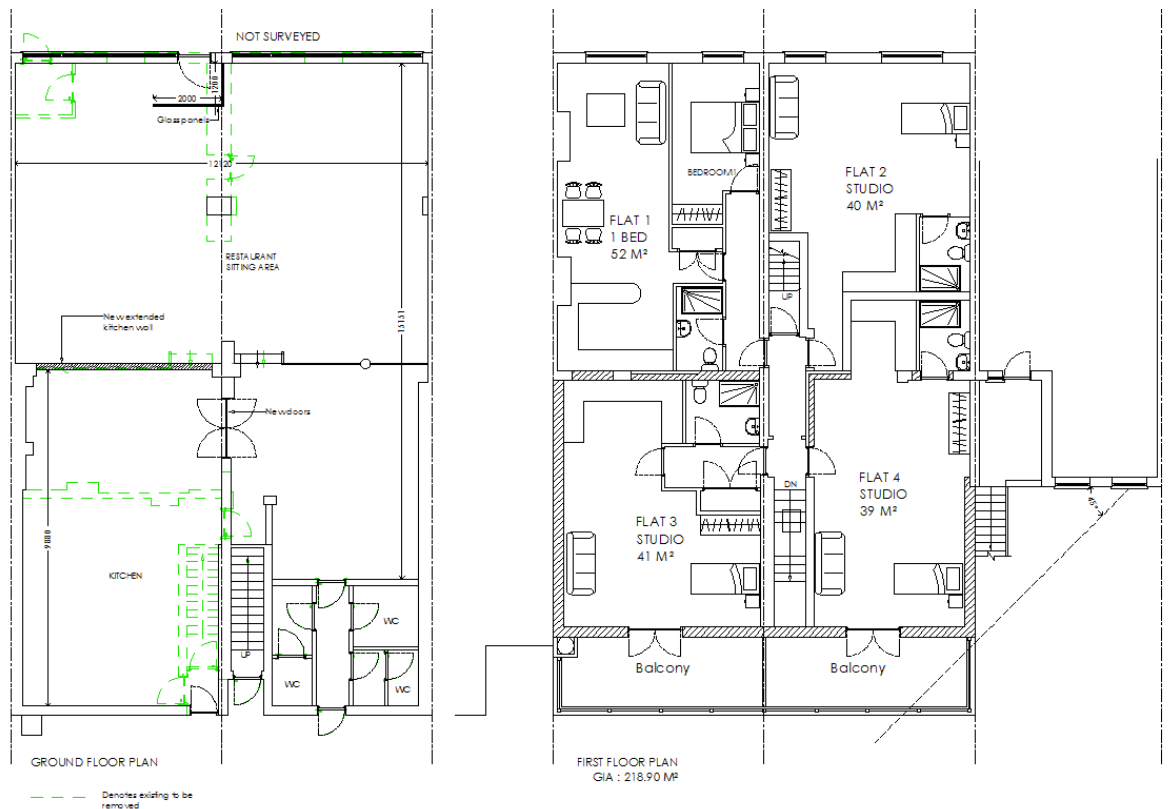 NOT SURVEYED
2000
1200
Glass panels
12120
RESTAURANT
SITTING AREA
15151
New extended
kitchen wall
New doors
9188
KITCHEN
UP
WC
WC
WC
GROUND FLOOR PLAN
Denotes existing to be
removed
BEDROOM1
FLAT 1
1 BED
52 M²
FLAT 2
STUDIO
40 M²
UP
DN
FLAT 3
STUDIO
41 M²
FLAT 4
STUDIO
39 M²
45°
Balcony
Balcony
FIRST FLOOR PLAN
GIA : 218.90 M²